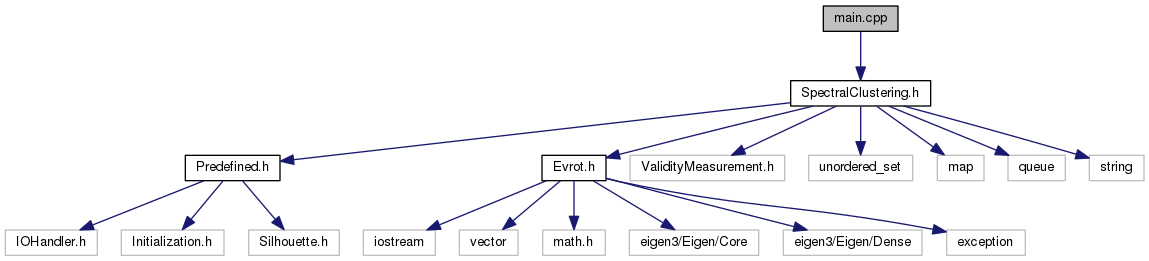 main.cpp
SpectralClustering.h
Predefined.h
Evrot.h
ValidityMeasurement.h
unordered_set
map
queue
string
IOHandler.h
Initialization.h
Silhouette.h
iostream
vector
math.h
eigen3/Eigen/Core
eigen3/Eigen/Dense
exception